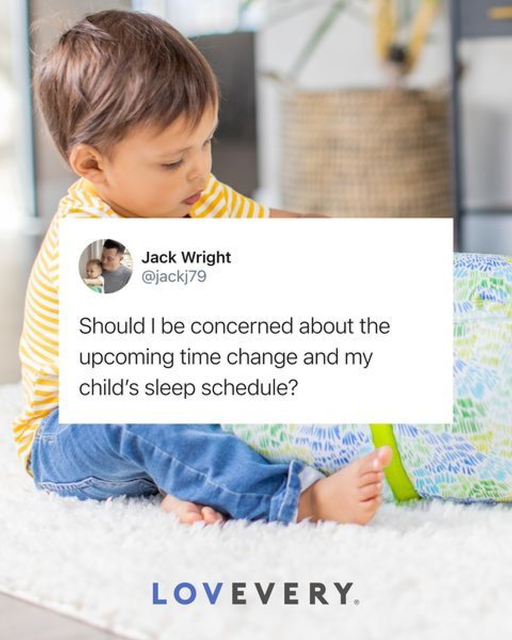 Jack Wright
@jackj79
Should I be concerned about the
upcoming time change and my
child's sleep schedule?
LOVEVERY®